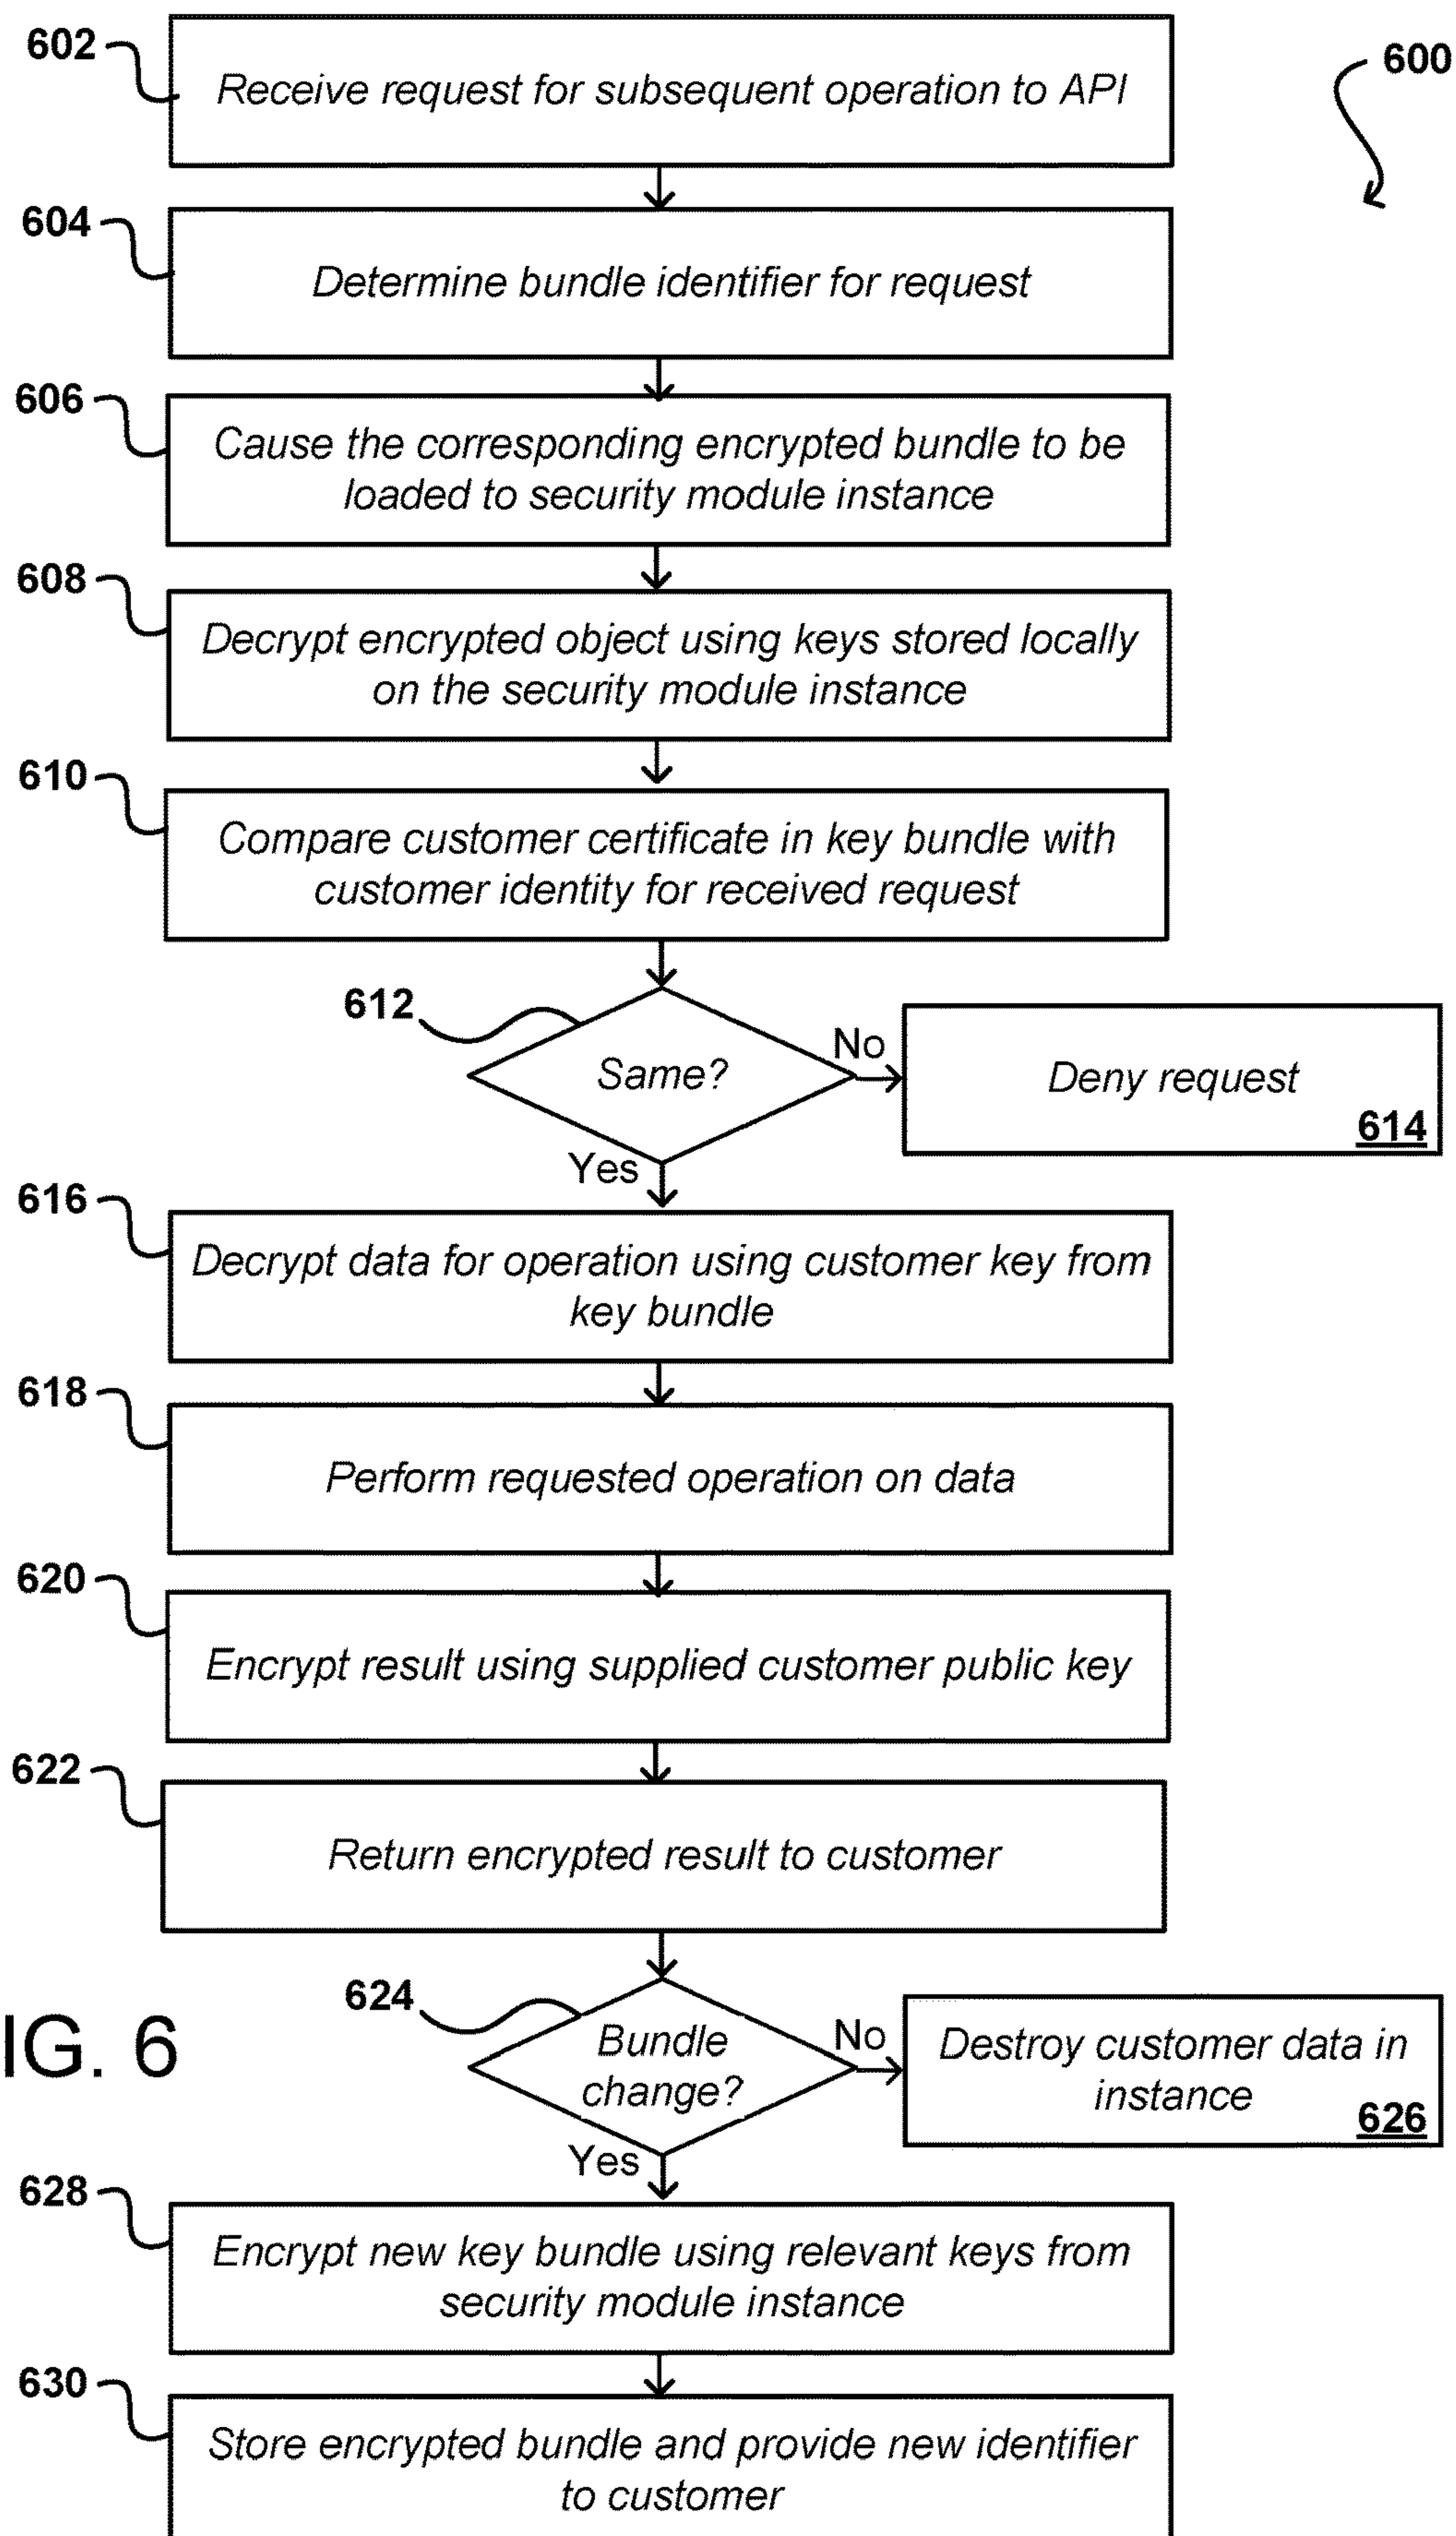 602
Receive request for subsequent operation to API
600
604
Determine bundle identifier for request
606
Cause the corresponding encrypted bundle to be
loaded to security module instance
608
Decrypt encrypted object using keys stored locally
on the security module instance
610
Compare customer certificate in key bundle with
customer identity for received request
612
Same?
No
Deny request
614
Yes
616
Decrypt data for operation using customer key from
key bundle
618
Perform requested operation on data
620
Encrypt result using supplied customer public key
622
Return encrypted result to customer
624
Bundle
change?
No
Destroy customer data in
instance
626
IG. 6
Yes
628
Encrypt new key bundle using relevant keys from
security module instance
630
Store encrypted bundle and provide new identifier
to customer